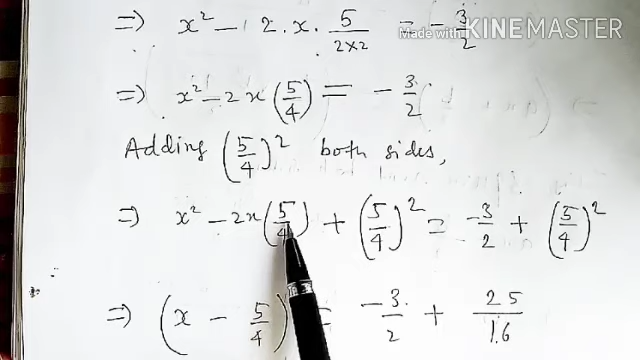 ⇒ x² - 2.x. 5/(2×2) = -3/2
Made with KINEMASTER
⇒ x² - 2x(5/4) = -3/2
Adding (5/4)² both sides,
⇒ x² - 2x(5/4) + (5/4)² = -3/2 + (5/4)²
⇒ (x - 5/4) = -3/2 + 25/16